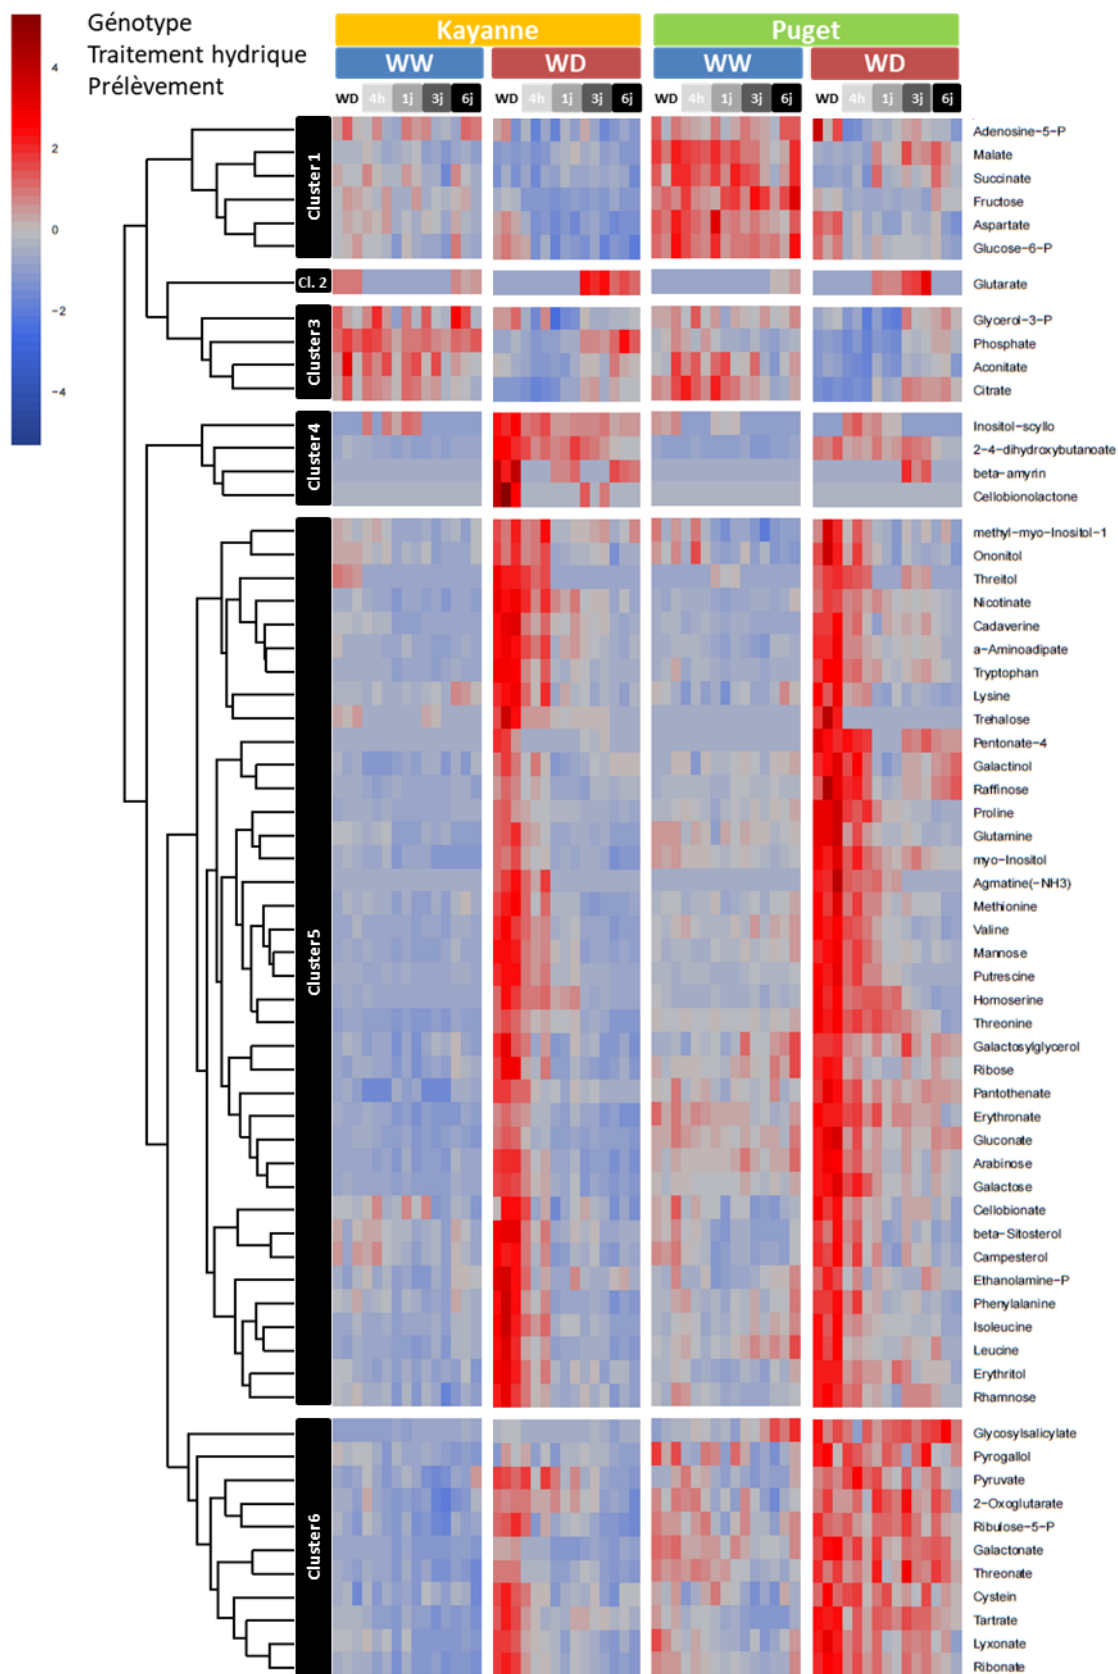 Génotype
Traitement hydrique
Prélèvement
Kayanne
Puget
WW
WD
WW
WD
WD 4h 1j 3j 6j
WD 4h 1j 3j 6j
WD 4h 1j 3j 6j
WD 4h 1j 3j 6j
4
2
0
−2
−4
Cluster1
Adenosine−5−P
Malate
Succinate
Fructose
Aspartate
Glucose−6−P
Cl. 2
Glutarate
Cluster3
Glycerol−3−P
Phosphate
Aconitate
Citrate
Cluster4
Inositol−scyllo
2−4−dihydroxybutanoate
beta−amyrin
Cellobionolactone
Cluster5
methyl−myo−Inositol−1
Ononitol
Threitol
Nicotinate
Cadaverine
a−Aminoadipate
Tryptophan
Lysine
Trehalose
Pentonate−4
Galactinol
Raffinose
Proline
Glutamine
myo−Inositol
Agmatine(−NH3)
Methionine
Valine
Mannose
Putrescine
Homoserine
Threonine
Galactosylglycerol
Ribose
Pantothenate
Erythronate
Gluconate
Arabinose
Galactose
Cellobionate
beta−Sitosterol
Campesterol
Ethanolamine−P
Phenylalanine
Isoleucine
Leucine
Erythritol
Rhamnose
Cluster6
Glycosylsalicylate
Pyrogallol
Pyruvate
2−Oxoglutarate
Ribulose−5−P
Galactonate
Threonate
Cystein
Tartrate
Lyxonate
Ribonate